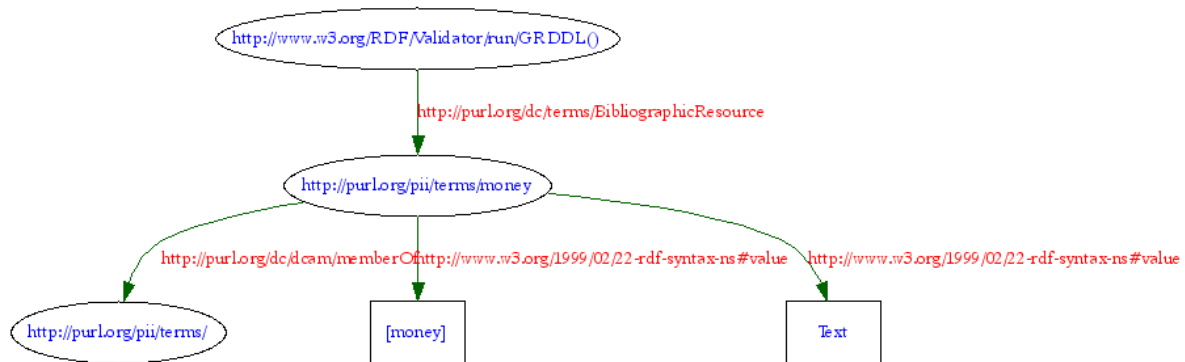 http://www.w3.org/RDF/Validator/run/GRDDL()
http://purl.org/dc/terms/BibliographicResource
http://purl.org/pii/terms/money
http://purl.org/dc/dcam/memberOf
http://www.w3.org/1999/02/22-rdf-syntax-ns#value
http://www.w3.org/1999/02/22-rdf-syntax-ns#value
http://purl.org/pii/terms/
[money]
Text